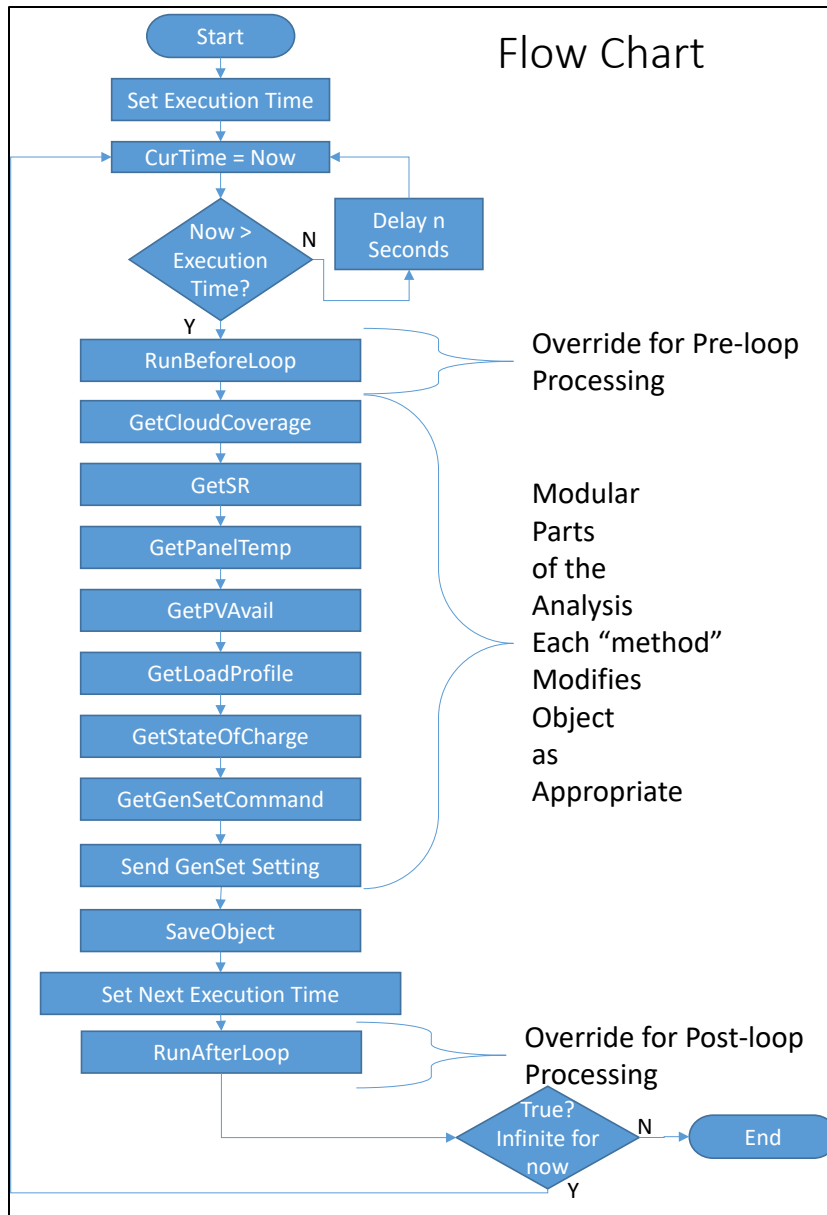 Flow Chart
Start
Set Execution Time
CurTime = Now
Now >
Execution
Time?
N
Delay n
Seconds
Y
RunBeforeLoop
Override for Pre-loop
Processing
GetCloudCoverage
GetSR
GetPanelTemp
GetPVAvail
GetLoadProfile
GetStateOfCharge
GetGenSetCommand
Send GenSet Setting
Modular
Parts
of the
Analysis
Each “method”
Modifies
Object
as
Appropriate
SaveObject
Set Next Execution Time
RunAfterLoop
Override for Post-loop
Processing
True?
Infinite for
now
N
End
Y